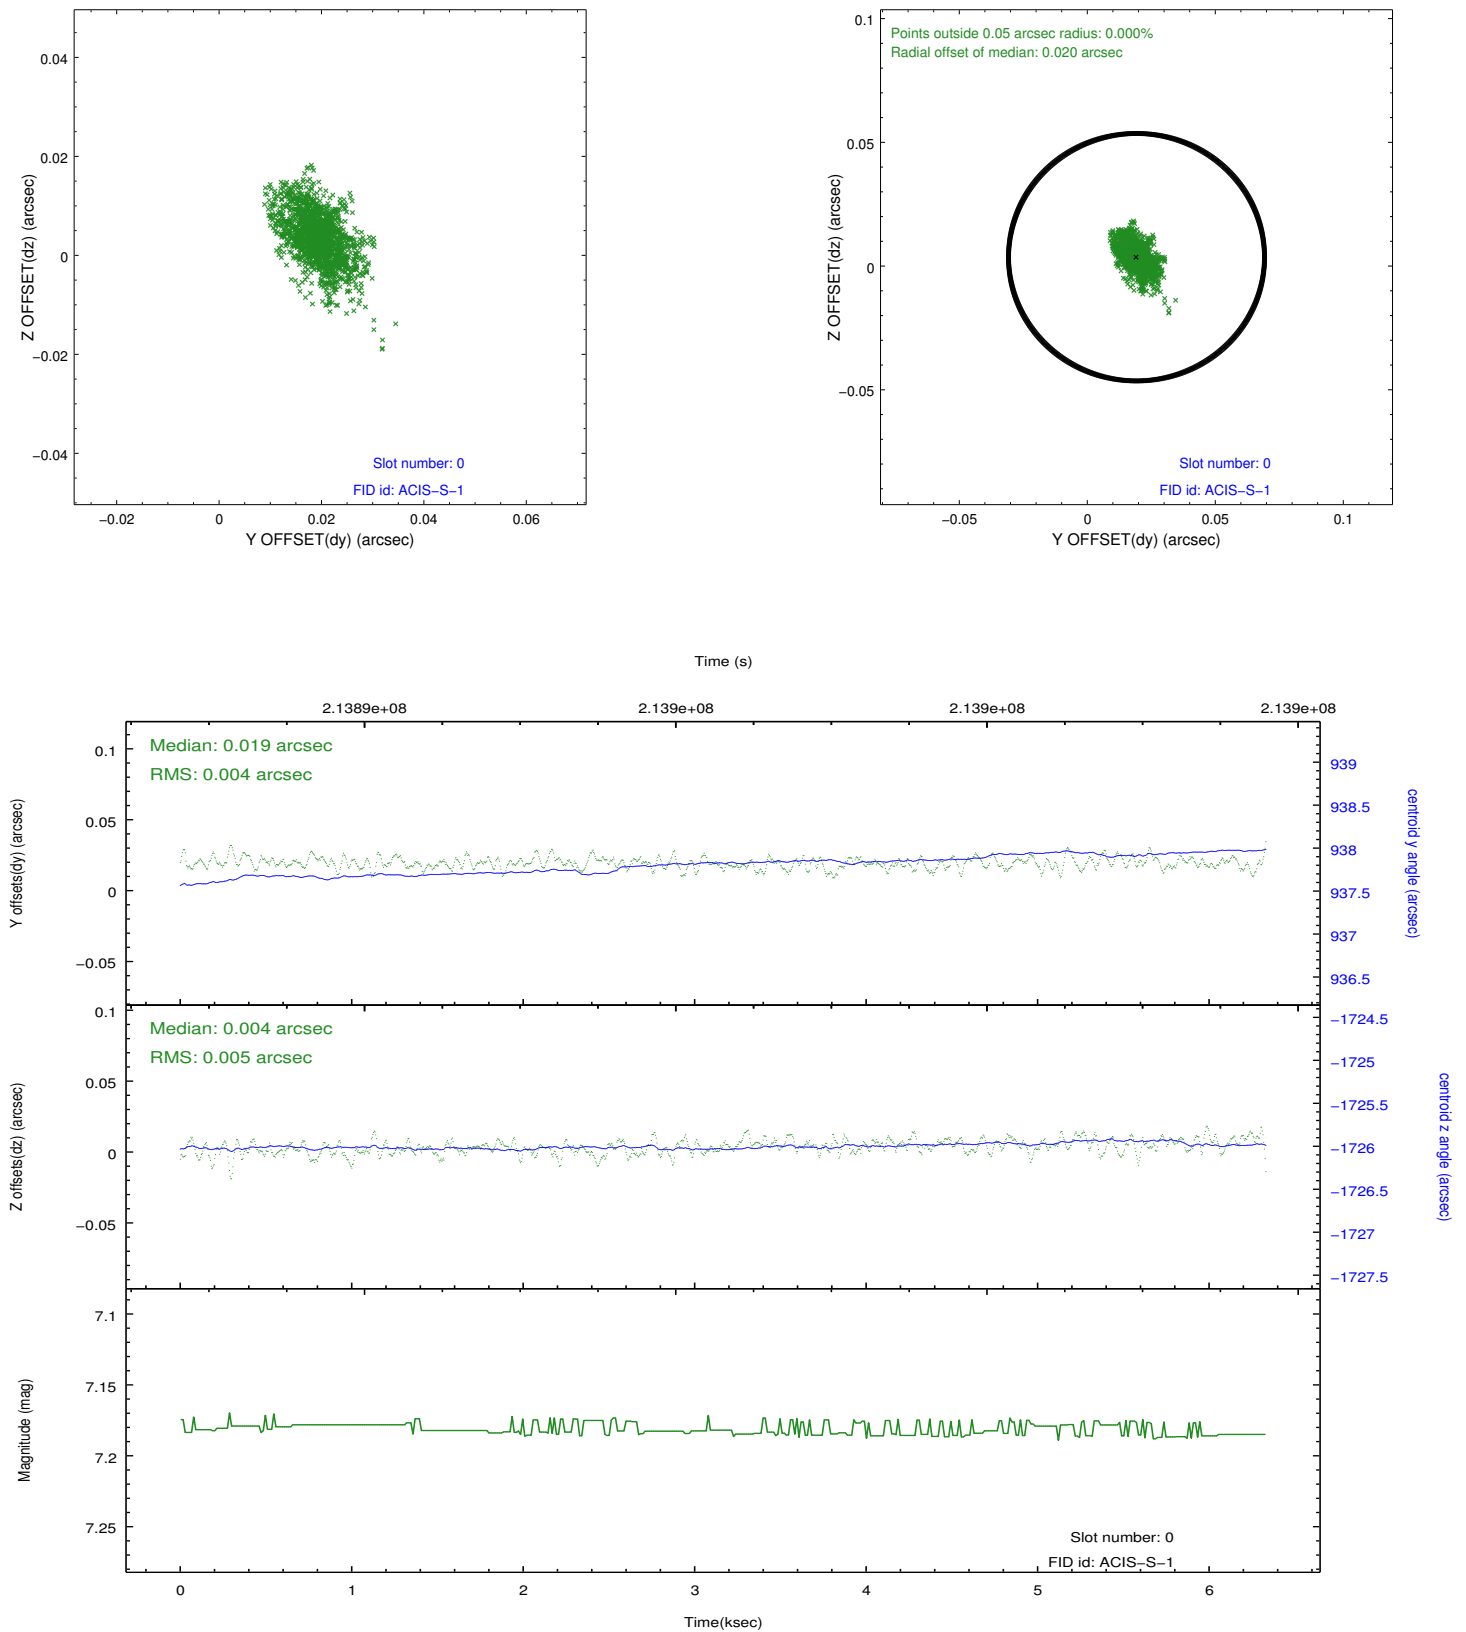 0.04
0.02
0
−0.02
−0.04
Z OFFSET(dz) (arcsec)
Slot number: 0
FID id: ACIS−S−1
−0.02 0 0.02 0.04 0.06
Y OFFSET(dy) (arcsec)
Points outside 0.05 arcsec radius: 0.000%
Radial offset of median: 0.020 arcsec
0.1
0.05
0
−0.05
Z OFFSET(dz) (arcsec)
Slot number: 0
FID id: ACIS−S−1
−0.05 0 0.05 0.1
Y OFFSET(dy) (arcsec)
Time (s)
2.1389e+08 2.139e+08 2.139e+08 2.139e+08
Median: 0.019 arcsec
RMS: 0.004 arcsec
0.1
0.05
0
−0.05
Y offsets(dy) (arcsec)
939
938.5
938
937.5
937
936.5
centroid y angle (arcsec)
Median: 0.004 arcsec
RMS: 0.005 arcsec
0.1
0.05
0
−0.05
Z offsets(dz) (arcsec)
−1724.5
−1725
−1725.5
−1726
−1726.5
−1727
−1727.5
centroid z angle (arcsec)
7.1
7.15
7.2
7.25
Magnitude (mag)
Slot number: 0
FID id: ACIS−S−1
0 1 2 3 4 5 6
Time(ksec)